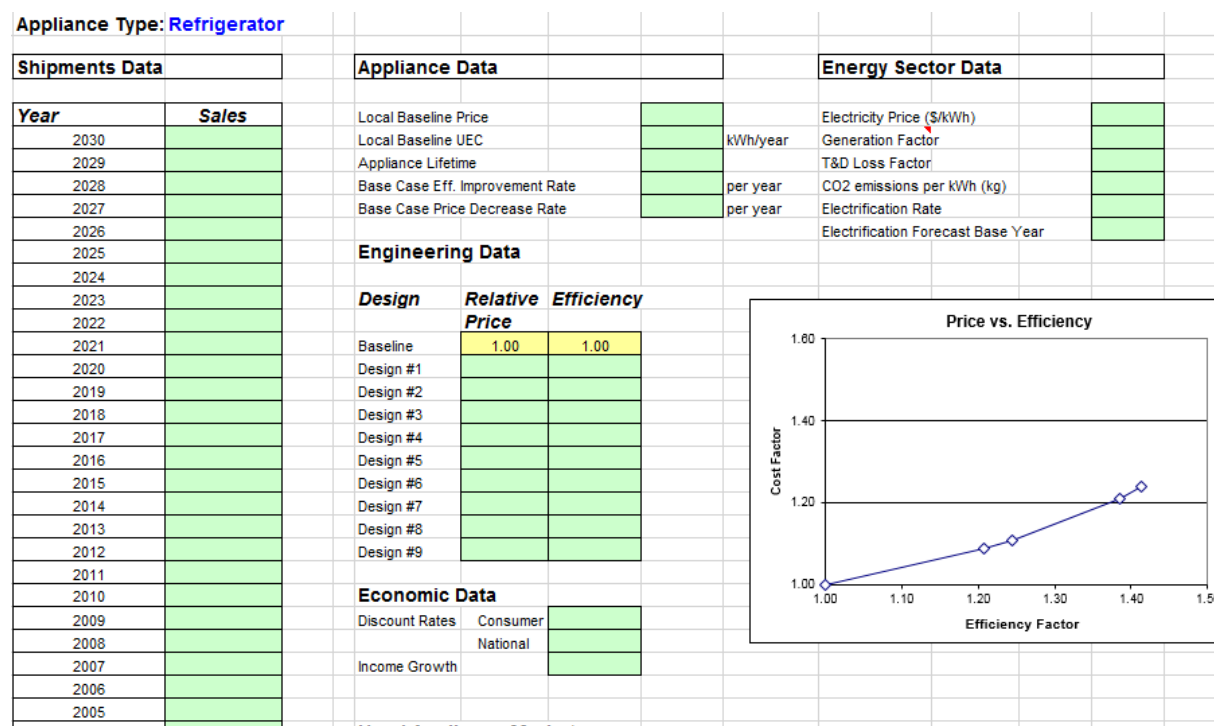 Appliance Type: Refrigerator
Shipments Data
Year Sales
2030
2029
2028
2027
2026
2025
2024
2023
2022
2021
2020
2019
2018
2017
2016
2015
2014
2013
2012
2011
2010
2009
2008
2007
2006
2005
Appliance Data
Local Baseline Price
Local Baseline UEC kWh/year
Appliance Lifetime
Base Case Eff. Improvement Rate per year
Base Case Price Decrease Rate per year
Engineering Data
Design Relative Efficiency
Price
Baseline 1.00 1.00
Design #1
Design #2
Design #3
Design #4
Design #5
Design #6
Design #7
Design #8
Design #9
Economic Data
Discount Rates Consumer
National
Income Growth
Energy Sector Data
Electricity Price ($/kWh)
Generation Factor
T&D Loss Factor
CO2 emissions per kWh (kg)
Electrification Rate
Electrification Forecast Base Year
Price vs. Efficiency
Cost Factor
1.60
1.40
1.20
1.00
1.00 1.10 1.20 1.30 1.40 1.5
Efficiency Factor